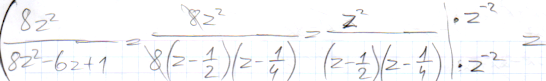 ( 8z² / (8z² - 6z + 1) = 8z² / (8(z - 1/2)(z - 1/4)) = z² / ((z - 1/2)(z - 1/4)) | · z⁻² / · z⁻² z